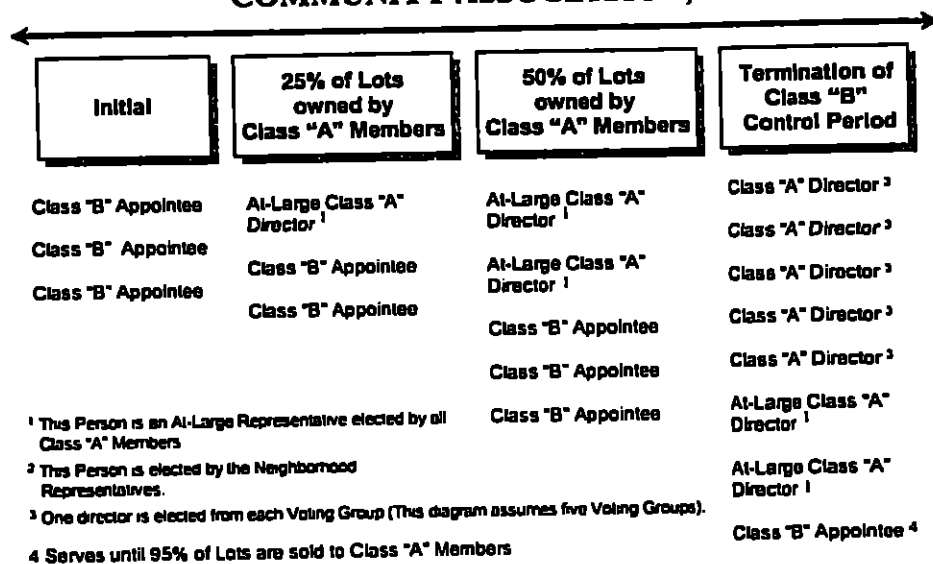 Initial
25% of Lots
owned by
Class "A" Members
50% of Lots
owned by
Class "A" Members
Termination of
Class "B"
Control Period
Class "B" Appointee
Class "B" Appointee
Class "B" Appointee
At-Large Class "A"
Director 1
Class "B" Appointee
Class "B" Appointee
At-Large Class "A"
Director 1
At-Large Class "A"
Director 1
Class "B" Appointee
Class "B" Appointee
Class "B" Appointee
Class "A" Director 3
Class "A" Director 3
Class "A" Director 3
Class "A" Director 3
Class "A" Director 3
At-Large Class "A"
Director 1
At-Large Class "A"
Director 1
Class "B" Appointee 4
1 This Person is an At-Large Representative elected by all
Class "A" Members
2 This Person is elected by the Neighborhood
Representatives.
3 One director is elected from each Voting Group (This diagram assumes five Voting Groups).
4 Serves until 95% of Lots are sold to Class "A" Members